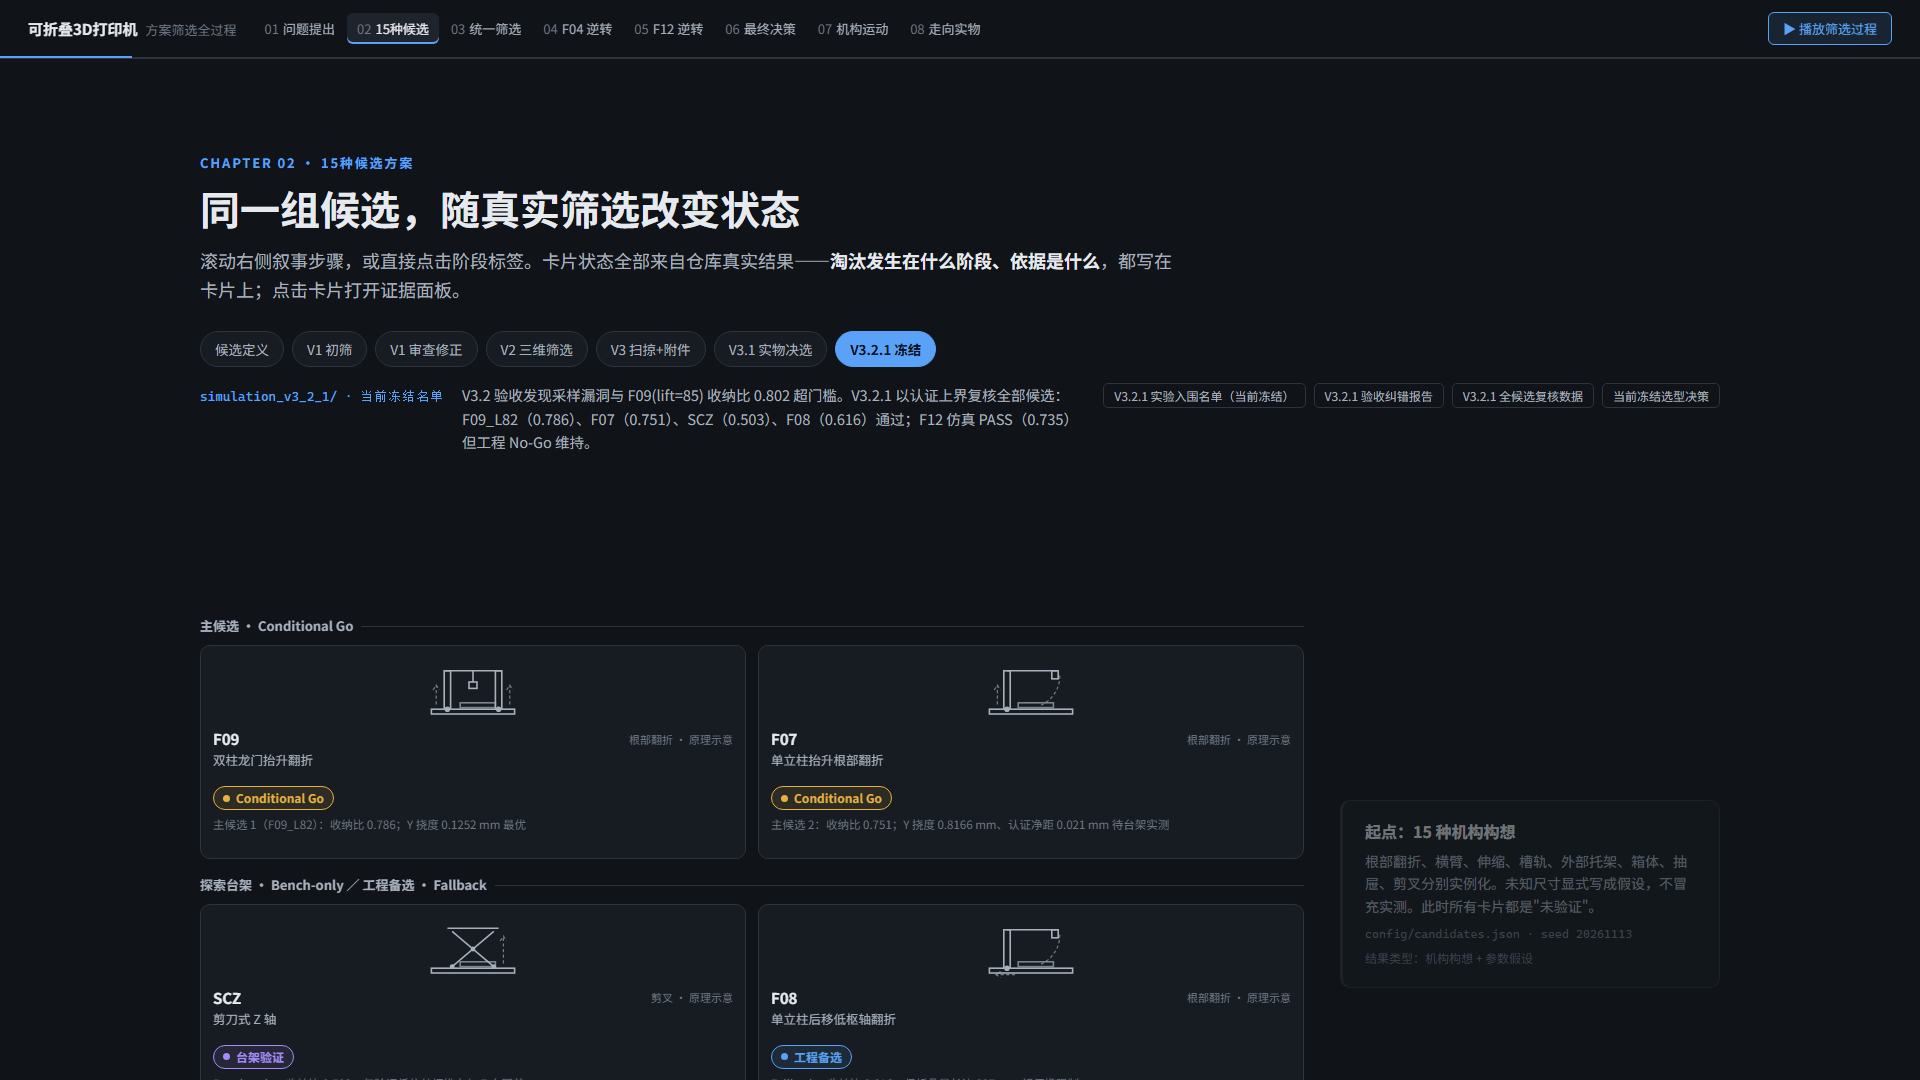 可折叠3D打印机 方案筛选全过程 01 问题提出 02 15种候选 03 统一筛选 04 F04 逆转 05 F12 逆转 06 最终决策 07 机构运动 08 走向实物 ▶ 播放筛选过程
CHAPTER 02 · 15种候选方案
同一组候选，随真实筛选改变状态
滚动右侧叙事步骤，或直接点击阶段标签。卡片状态全部来自仓库真实结果——淘汰发生在什么阶段、依据是什么，都写在
卡片上；点击卡片打开证据面板。
候选定义 V1 初筛 V1 审查修正 V2 三维筛选 V3 扫掠+附件 V3.1 实物决选 V3.2.1 冻结
simulation_v3_2_1/ · 当前冻结名单
V3.2 验收发现采样漏洞与 F09(lift=85) 收纳比 0.802 超门槛。V3.2.1 以认证上界复核全部候选：
F09_L82（0.786）、F07（0.751）、SCZ（0.503）、F08（0.616）通过；F12 仿真 PASS（0.735）
但工程 No-Go 维持。
V3.2.1 实验入围名单（当前冻结） V3.2.1 验收纠错报告 V3.2.1 全候选复核数据 当前冻结选型决策
主候选 · Conditional Go
F09 根部翻折 · 原理示意
双柱龙门抬升翻折
Conditional Go
主候选 1（F09_L82）：收纳比 0.786；Y 挠度 0.1252 mm 最优
F07 根部翻折 · 原理示意
单立柱抬升根部翻折
Conditional Go
主候选 2：收纳比 0.751；Y 挠度 0.8166 mm、认证净距 0.021 mm 待台架实测
探索台架 · Bench-only ／ 工程备选 · Fallback
SCZ 剪叉 · 原理示意
剪刀式 Z 轴
台架验证
F08 根部翻折 · 原理示意
单立柱后移低枢轴翻折
工程备选
起点：15 种机构构想
根部翻折、横臂、伸缩、槽轨、外部托架、箱体、抽
屉、剪叉分别实例化。未知尺寸显式写成假设，不冒
充实测。此时所有卡片都是"未验证"。
config/candidates.json · seed 20261113
结果类型：机构构想 + 参数假设